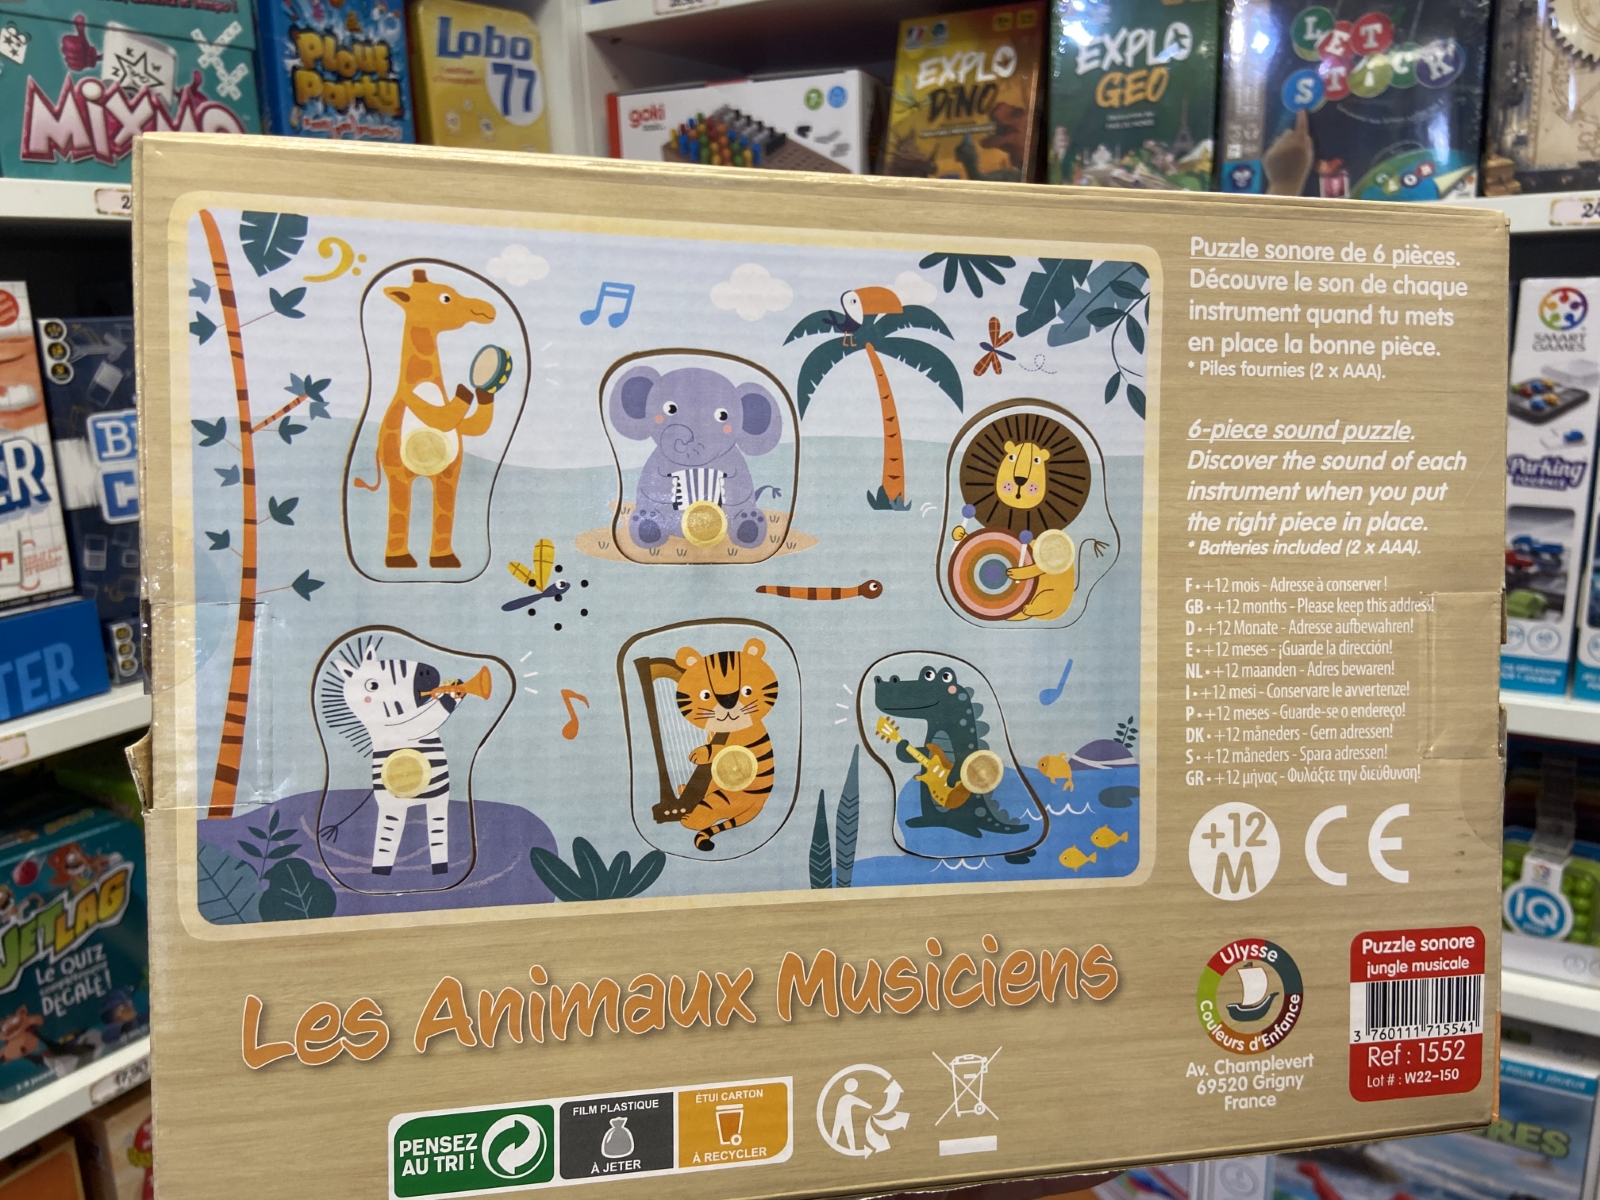 MiXMO
Plouf
Party
Lobo
77
goki
EXPLO
DiNO
EXPLO
GEO
LET
STICK
Puzzle sonore de 6 pièces.
Découvre le son de chaque
instrument quand tu mets
en place la bonne pièce.
* Piles fournies (2 x AAA).
6-piece sound puzzle.
Discover the sound of each
instrument when you put
the right piece in place.
* Batteries included (2 x AAA).
F • +12 mois - Adresse à conserver !
GB • +12 months - Please keep this address!
D • +12 Monate - Adresse aufbewahren!
E • +12 meses - ¡Guarde la dirección!
NL • +12 maanden - Adres bewaren!
I • +12 mesi - Conservare le avvertenze!
P • +12 meses - Guarde-se o endereço!
DK • +12 måneder - Gem adressen!
S • +12 måneders - Spara adressen!
GR • +12 μήνας - Φυλάξτε την διεύθυνση!
+12
M
CE
Les Animaux Musiciens
Ulysse
Couleurs d'Enfance
Av. Champlevert
69520 Grigny
France
Puzzle sonore
jungle musicale
3 760111 715541
Ref : 1552
Lot # : W22-150
PENSEZ
AU TRI !
FILM PLASTIQUE
À JETER
ÉTUI CARTON
À RECYCLER
SMART
GAMES
Parking
IQ
JETLAG
Le QUIZ
DÉCALÉ!
TER